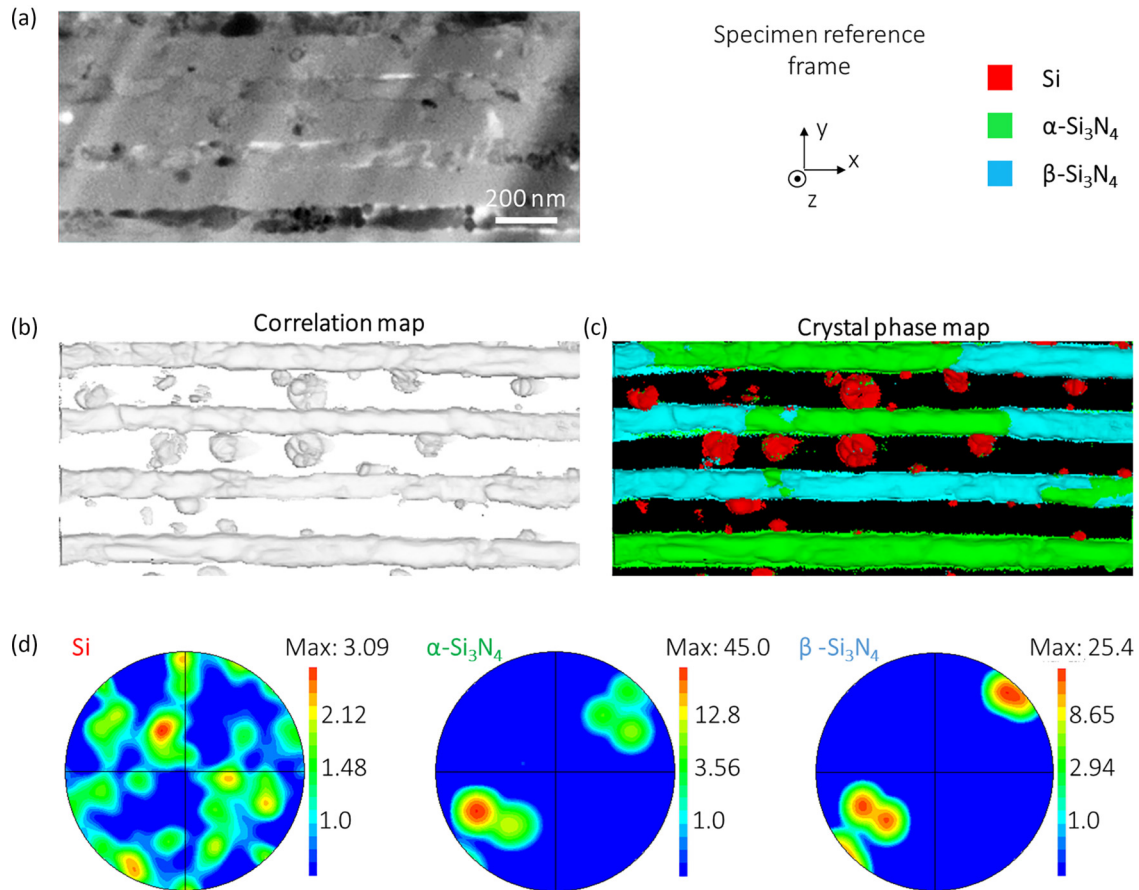 (a)
200 nm
Specimen reference
frame
y
x
z
Si
α-Si₃N₄
β-Si₃N₄
(b)
Correlation map
(c)
Crystal phase map
(d)
Si
Max: 3.09
2.12
1.48
1.0
α-Si₃N₄
Max: 45.0
12.8
3.56
1.0
β -Si₃N₄
Max: 25.4
8.65
2.94
1.0